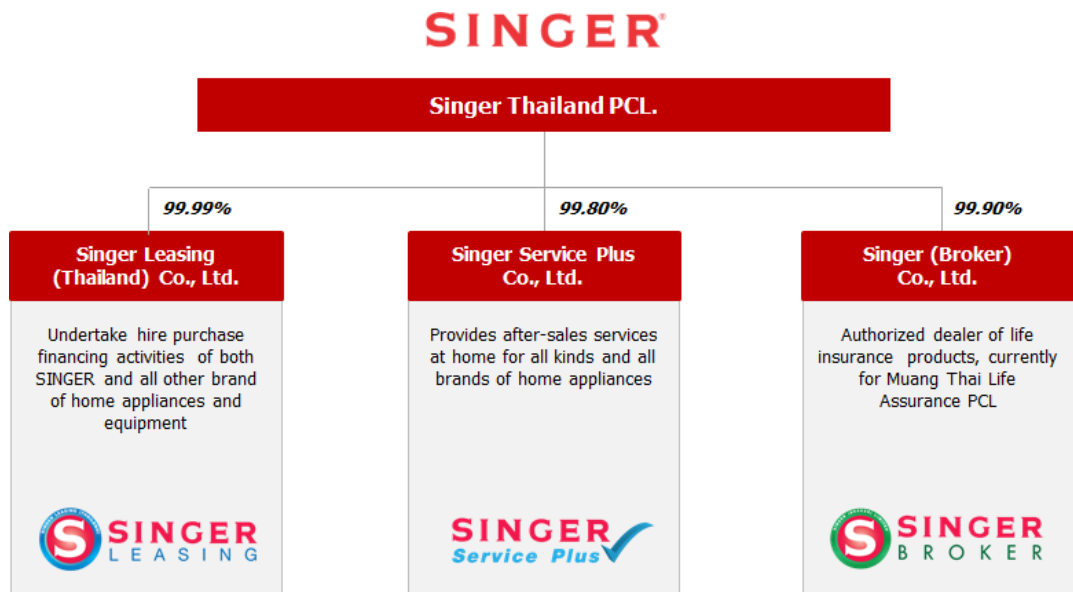 SINGER®
Singer Thailand PCL.
99.99%
99.80%
99.90%
Singer Leasing
(Thailand) Co., Ltd.
Singer Service Plus
Co., Ltd.
Singer (Broker)
Co., Ltd.
Undertake hire purchase
financing activities of both
SINGER and all other brand
of home appliances and
equipment
Provides after-sales services
at home for all kinds and all
brands of home appliances
Authorized dealer of life
insurance products, currently
for Muang Thai Life
Assurance PCL
S SINGER
LEASING
SINGER
Service Plus
S SINGER
BROKER